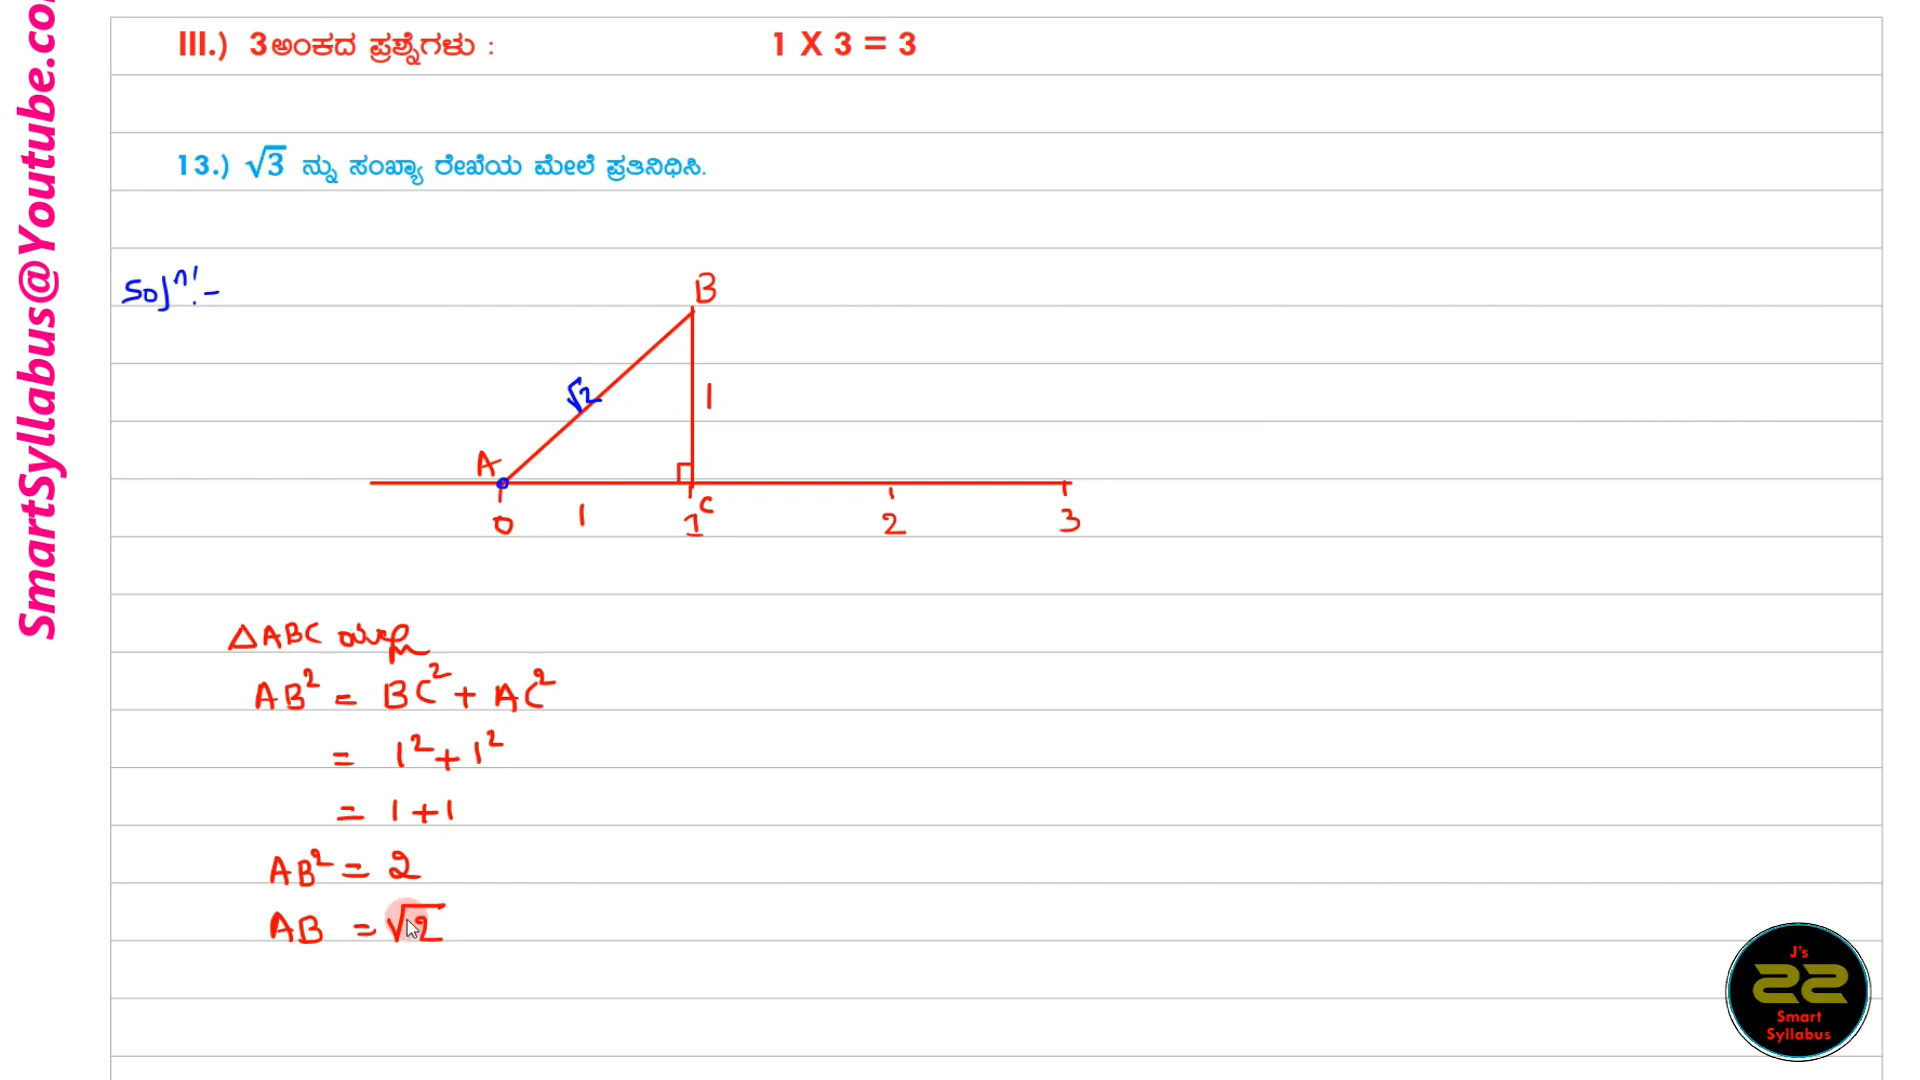 SmartSyllabus@Youtube.co
III.) 3ಅಂಕದ ಪ್ರಶ್ನೆಗಳು : 1 X 3 = 3
13.) √3 ನ್ನು ಸಂಖ್ಯಾ ರೇಖೆಯ ಮೇಲೆ ಪ್ರತಿನಿಧಿಸಿ.
Solⁿ:-
B
√2
1
A
C
0 1 1 2 3
△ABC ಯಲ್ಲಿ
AB² = BC² + AC²
= 1² + 1²
= 1 + 1
AB² = 2
AB = √2
J's
SS
Smart
Syllabus